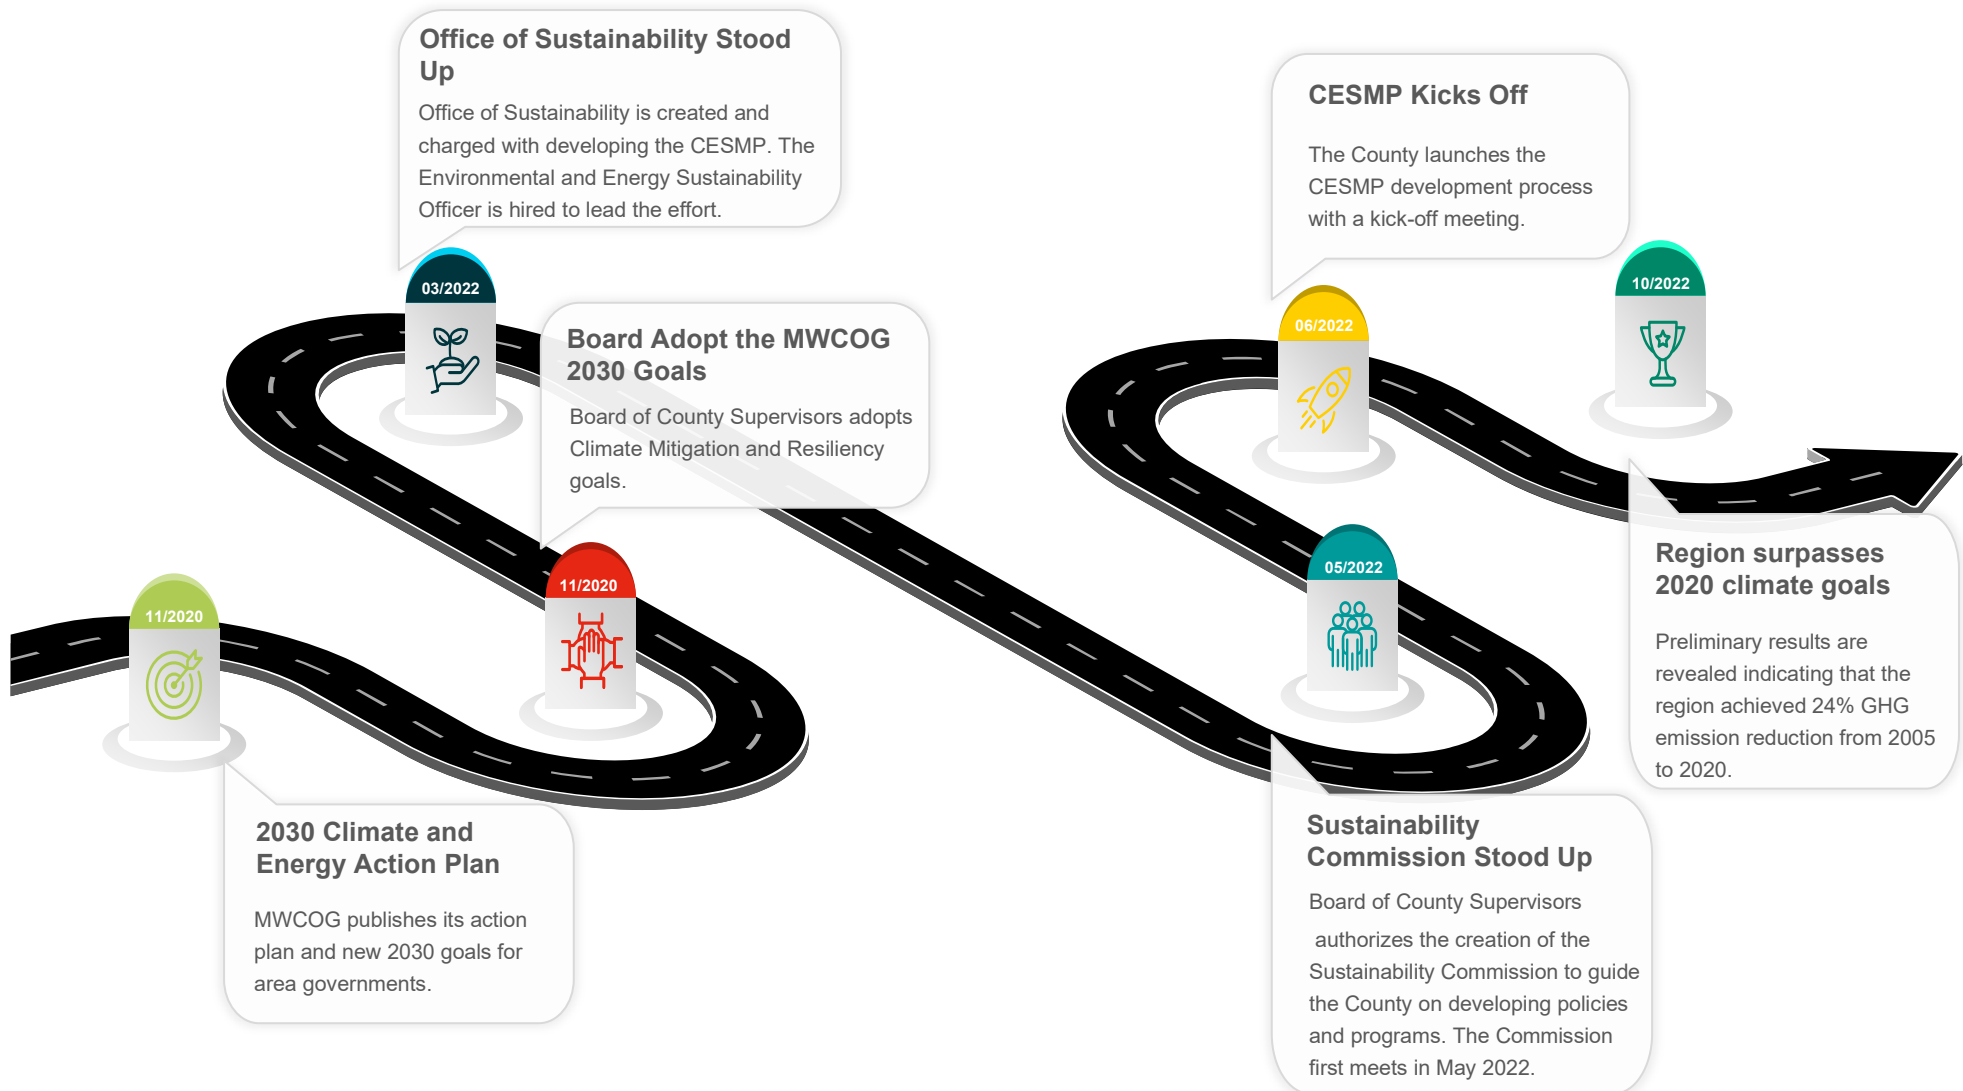 11/2020
2030 Climate and
Energy Action Plan
MWCOG publishes its action
plan and new 2030 goals for
area governments.
11/2020
Board Adopt the MWCOG
2030 Goals
Board of County Supervisors adopts
Climate Mitigation and Resiliency
goals.
Office of Sustainability Stood
Up
Office of Sustainability is created and
charged with developing the CESMP. The
Environmental and Energy Sustainability
Officer is hired to lead the effort.
03/2022
05/2022
Sustainability
Commission Stood Up
Board of County Supervisors
authorizes the creation of the
Sustainability Commission to guide
the County on developing policies
and programs. The Commission
first meets in May 2022.
CESMP Kicks Off
The County launches the
CESMP development process
with a kick-off meeting.
06/2022
10/2022
Region surpasses
2020 climate goals
Preliminary results are
revealed indicating that the
region achieved 24% GHG
emission reduction from 2005
to 2020.